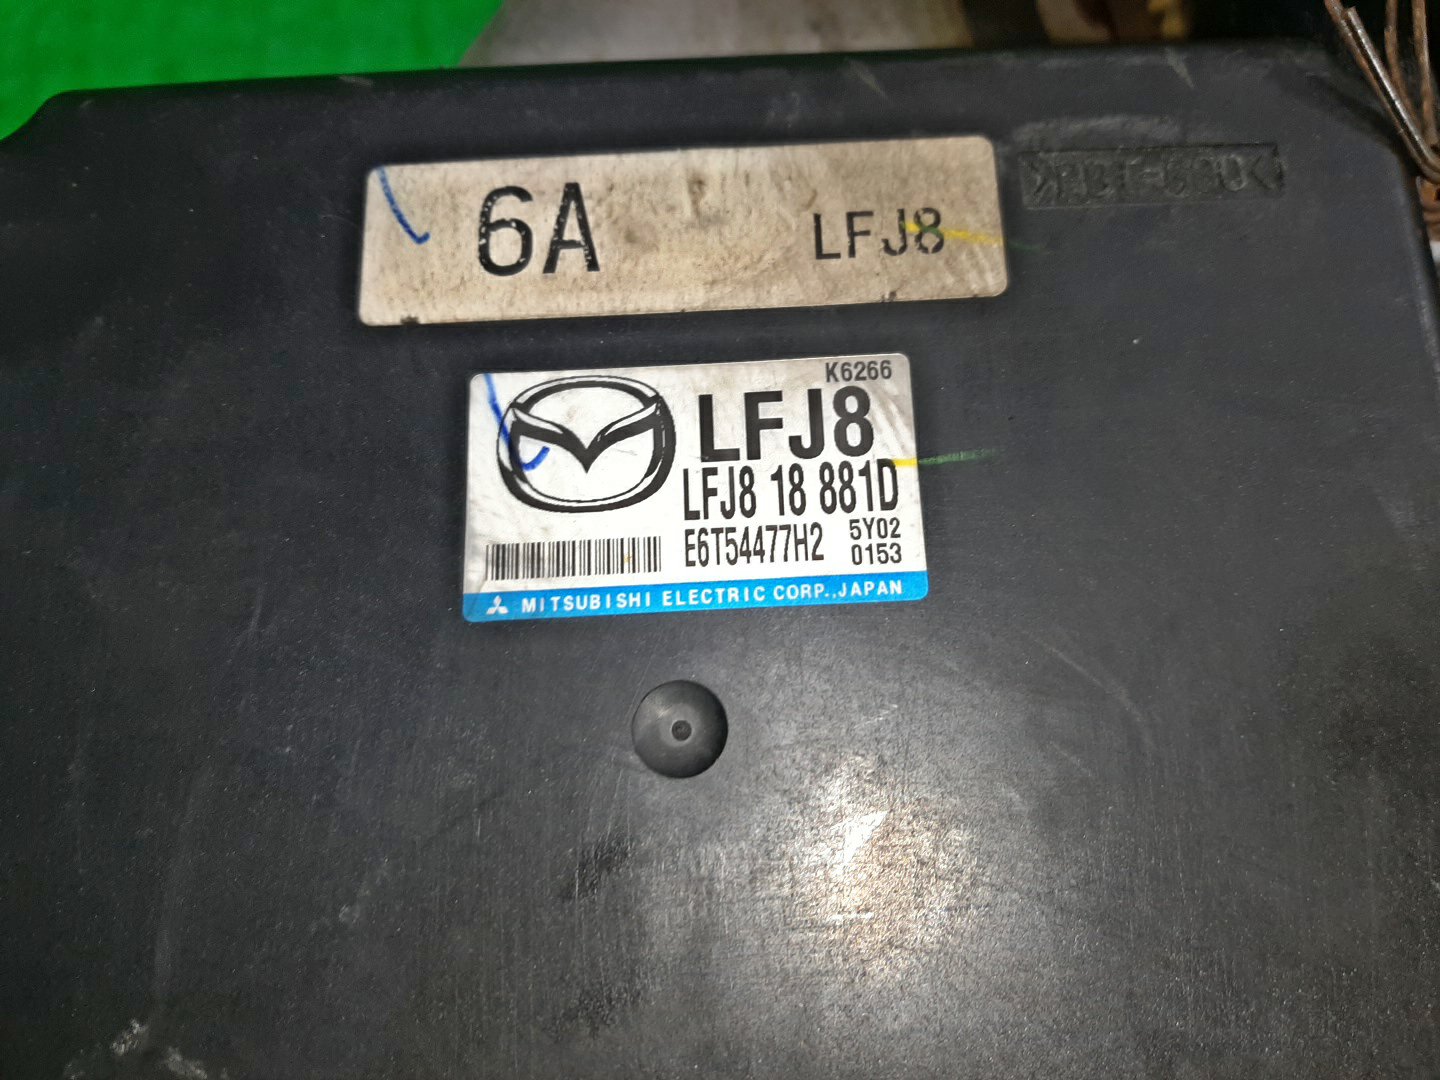 6A LFJ8
K6266
LFJ8
LFJ8 18 881D
E6T54477H2 5Y02
0153
MITSUBISHI ELECTRIC CORP.,JAPAN